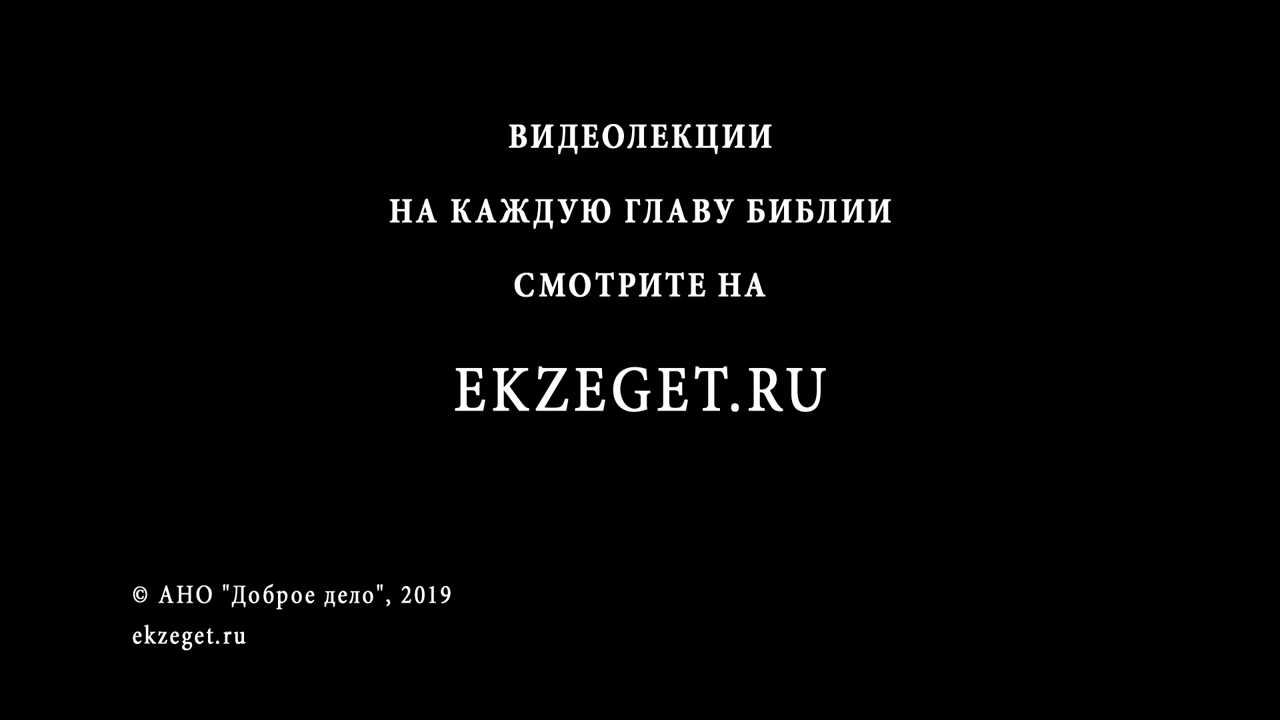 ВИДЕОЛЕКЦИИ
НА КАЖДУЮ ГЛАВУ БИБЛИИ
СМОТРИТЕ НА
EKZEGET.RU
© АНО "Доброе дело", 2019
ekzeget.ru